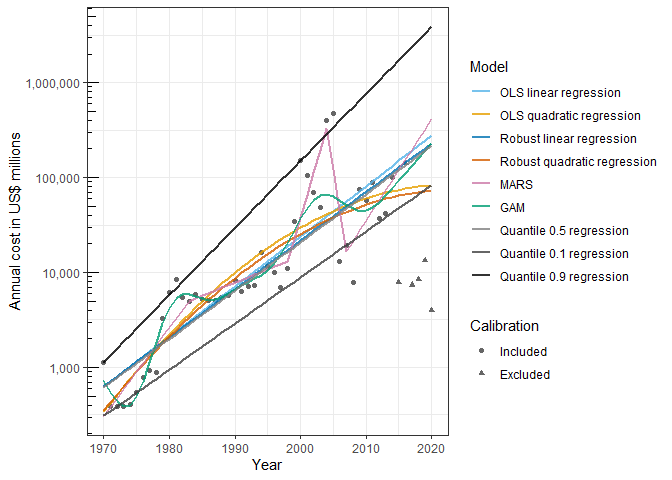 Annual cost in US$ millions
1,000,000
100,000
10,000
1,000
1970
1980
1990
2000
2010
2020
Year
Model
OLS linear regression
OLS quadratic regression
Robust linear regression
Robust quadratic regression
MARS
GAM
Quantile 0.5 regression
Quantile 0.1 regression
Quantile 0.9 regression
Calibration
Included
Excluded